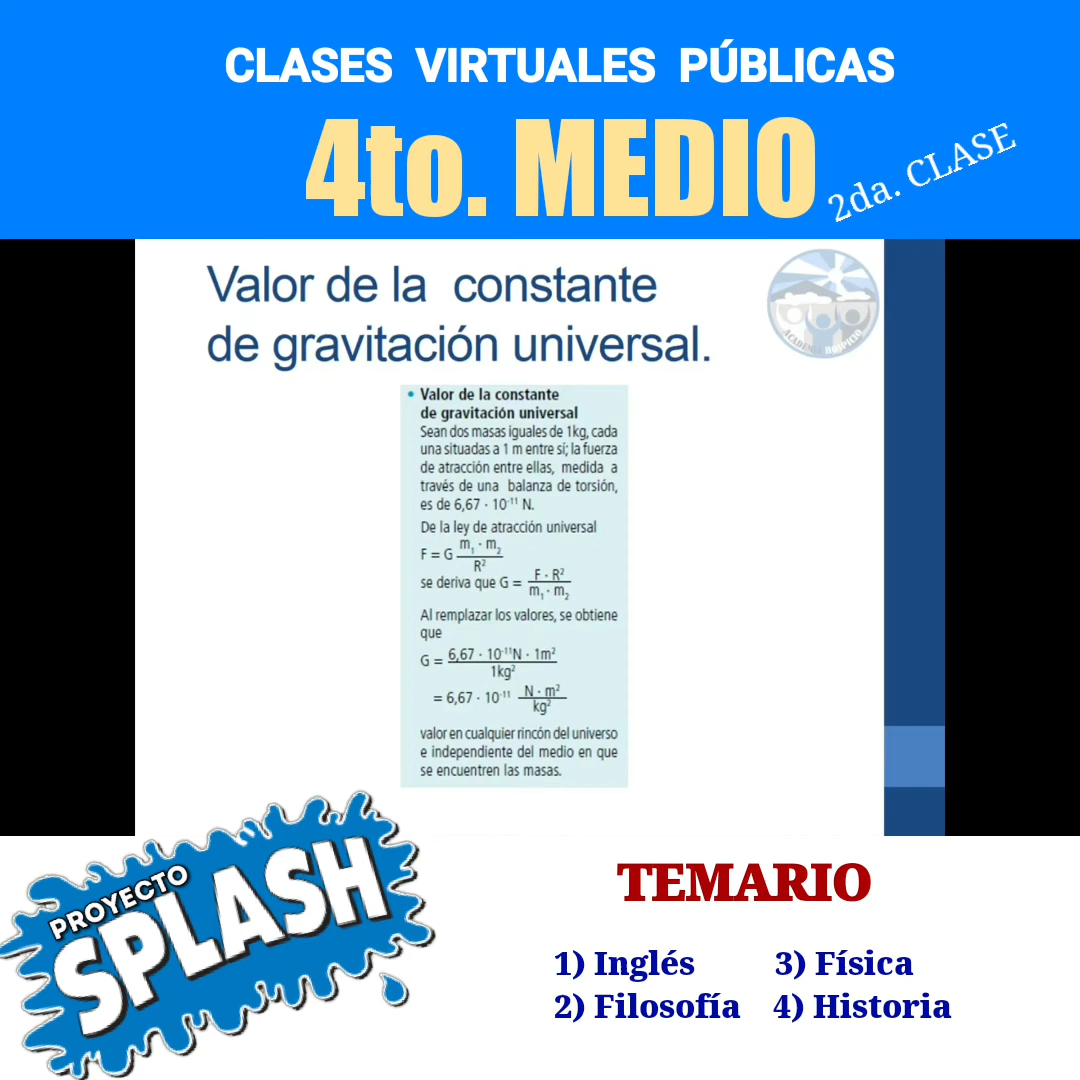 CLASES VIRTUALES PÚBLICAS
4to. MEDIO
2da. CLASE
Valor de la constante
de gravitación universal.
ACADEMIA HOSPICIO
• Valor de la constante
de gravitación universal
Sean dos masas iguales de 1kg, cada
una situadas a 1 m entre sí; la fuerza
de atracción entre ellas, medida a
través de una balanza de torsión,
es de 6,67 · 10⁻¹¹ N.
De la ley de atracción universal
F = G m₁ · m₂ / R²
se deriva que G = F · R² / m₁ · m₂
Al remplazar los valores, se obtiene
que
G = 6,67 · 10⁻¹¹N · 1m² / 1kg²
= 6,67 · 10⁻¹¹ N · m² / kg²
valor en cualquier rincón del universo
e independiente del medio en que
se encuentren las masas.
PROYECTO
SPLASH
TEMARIO
1) Inglés 3) Física
2) Filosofía 4) Historia